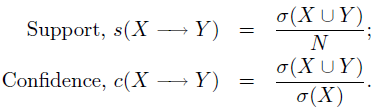 Support, s(X ⟶ Y) = σ(X ∪ Y) / N ;
Confidence, c(X ⟶ Y) = σ(X ∪ Y) / σ(X) .